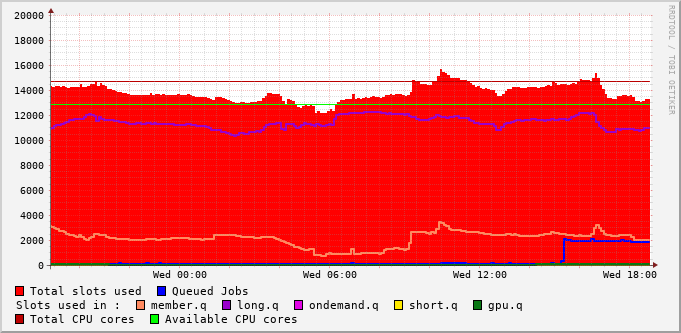 20000
18000
16000
14000
12000
10000
8000
6000
4000
2000
0
Wed 00:00 Wed 06:00 Wed 12:00 Wed 18:00
RRDTOOL / TOBI OETIKER
Total slots used Queued Jobs
Slots used in : member.q long.q ondemand.q short.q gpu.q
Total CPU cores Available CPU cores